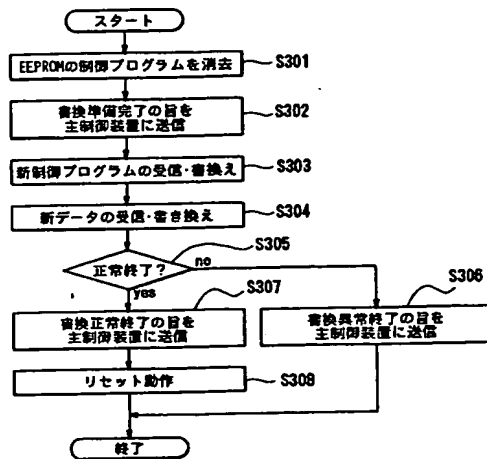 スタート
EEPROMの制御プログラムを消去
S301
書換準備完了の旨を
主制御装置に送信
S302
新制御プログラムの受信・書換え
S303
新データの受信・書き換え
S304
正常終了?
S305
no
yes
S307
書換正常終了の旨を
主制御装置に送信
S306
書換異常終了の旨を
主制御装置に送信
リセット動作
S308
終了